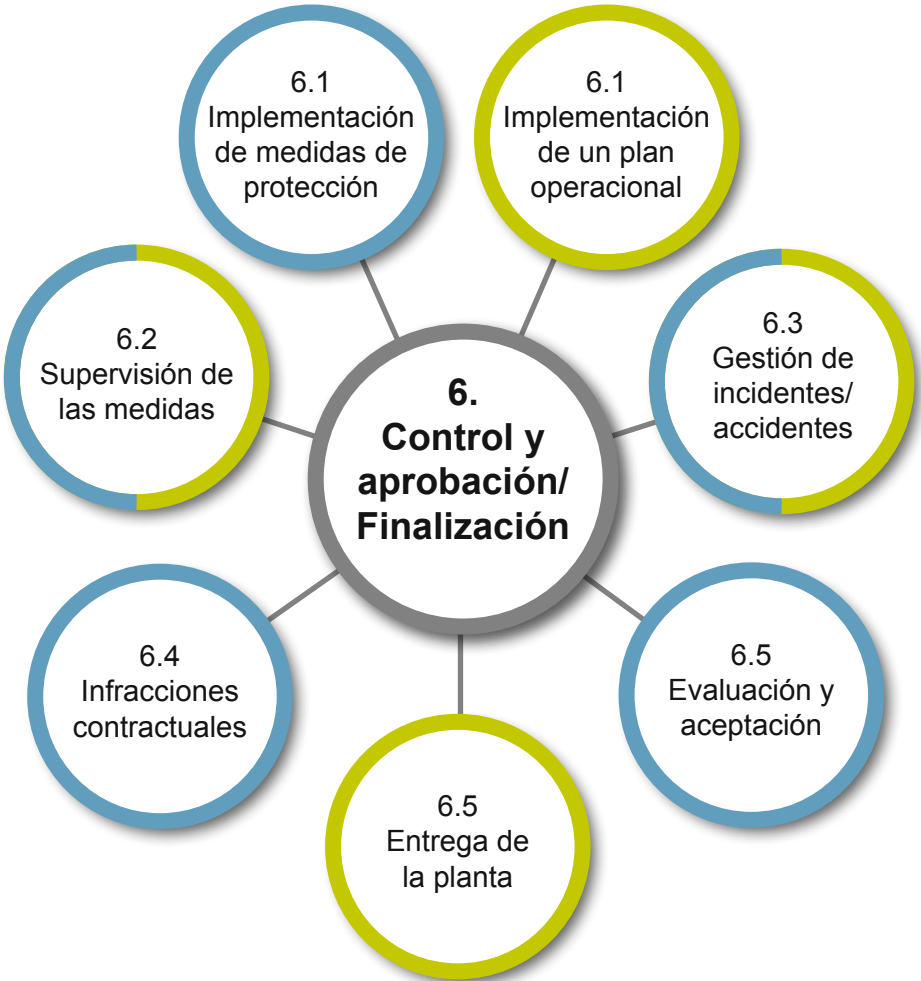 6.1
Implementación
de medidas de
protección
6.1
Implementación
de un plan
operacional
6.2
Supervisión de
las medidas
6.3
Gestión de
incidentes/
accidentes
6.
Control y
aprobación/
Finalización
6.4
Infracciones
contractuales
6.5
Evaluación y
aceptación
6.5
Entrega de
la planta